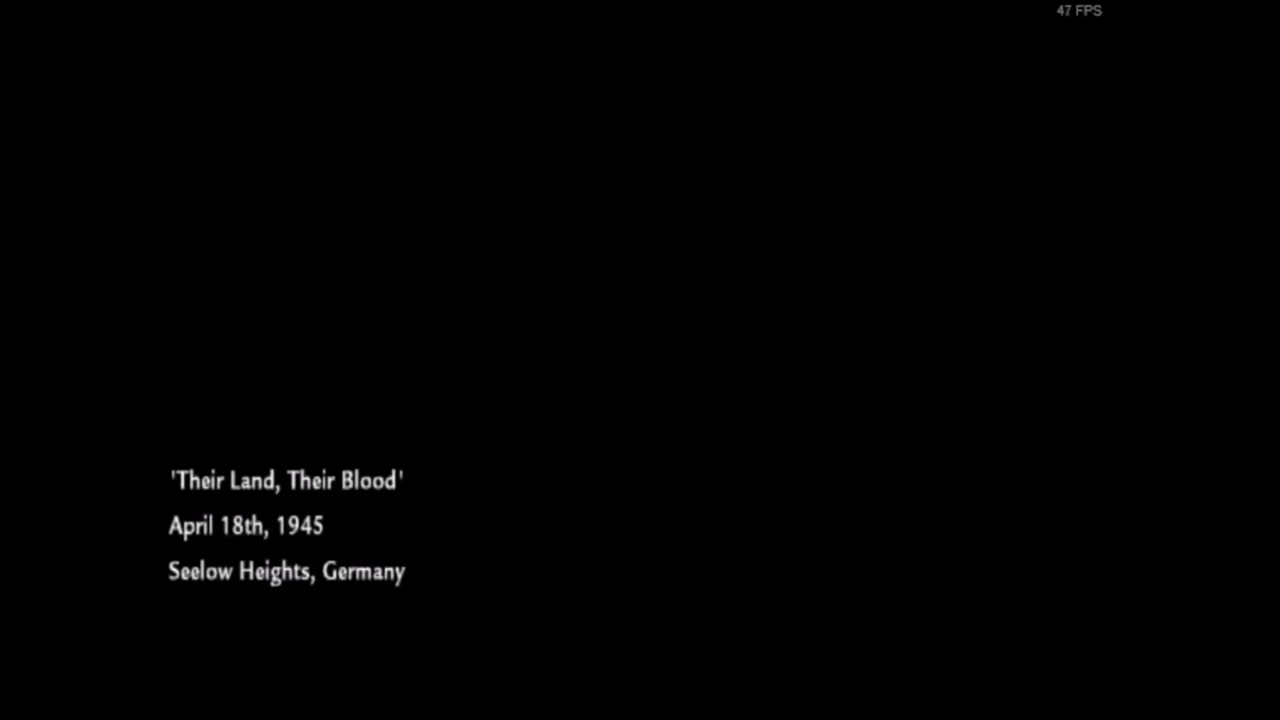 47 FPS
'Their Land, Their Blood'
April 18th, 1945
Seelow Heights, Germany